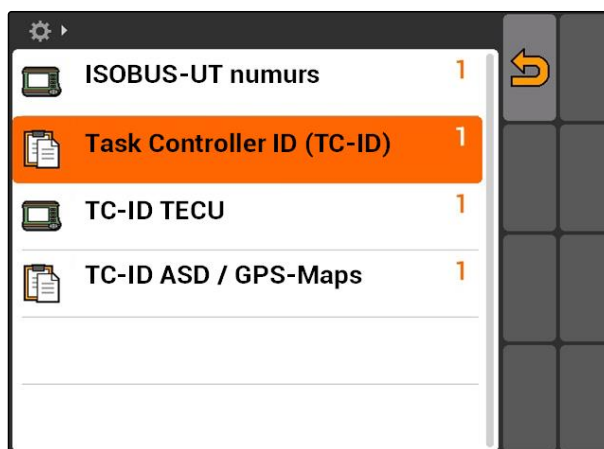 ISOBUS-UT numurs 1
Task Controller ID (TC-ID) 1
TC-ID TECU 1
TC-ID ASD / GPS-Maps 1